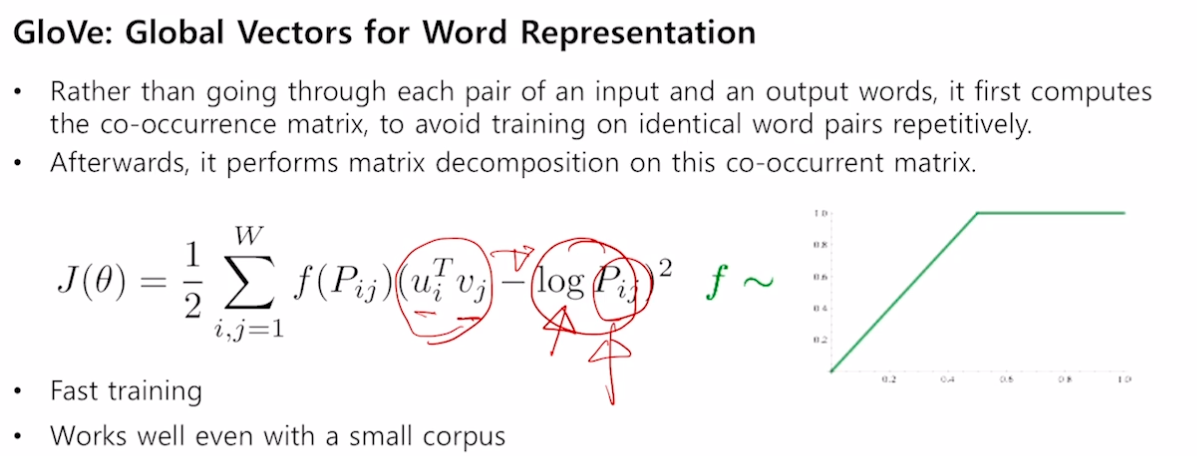 GloVe: Global Vectors for Word Representation
• Rather than going through each pair of an input and an output words, it first computes
the co-occurrence matrix, to avoid training on identical word pairs repetitively.
• Afterwards, it performs matrix decomposition on this co-occurrent matrix.
J(θ) = 1/2 ∑_{i,j=1}^{W} f(P_{ij})(u_i^T v_j − log P_{ij})^2 f ~
1.0
0.8
0.6
0.4
0.2
0.2 0.4 0.6 0.8 1.0
• Fast training
• Works well even with a small corpus